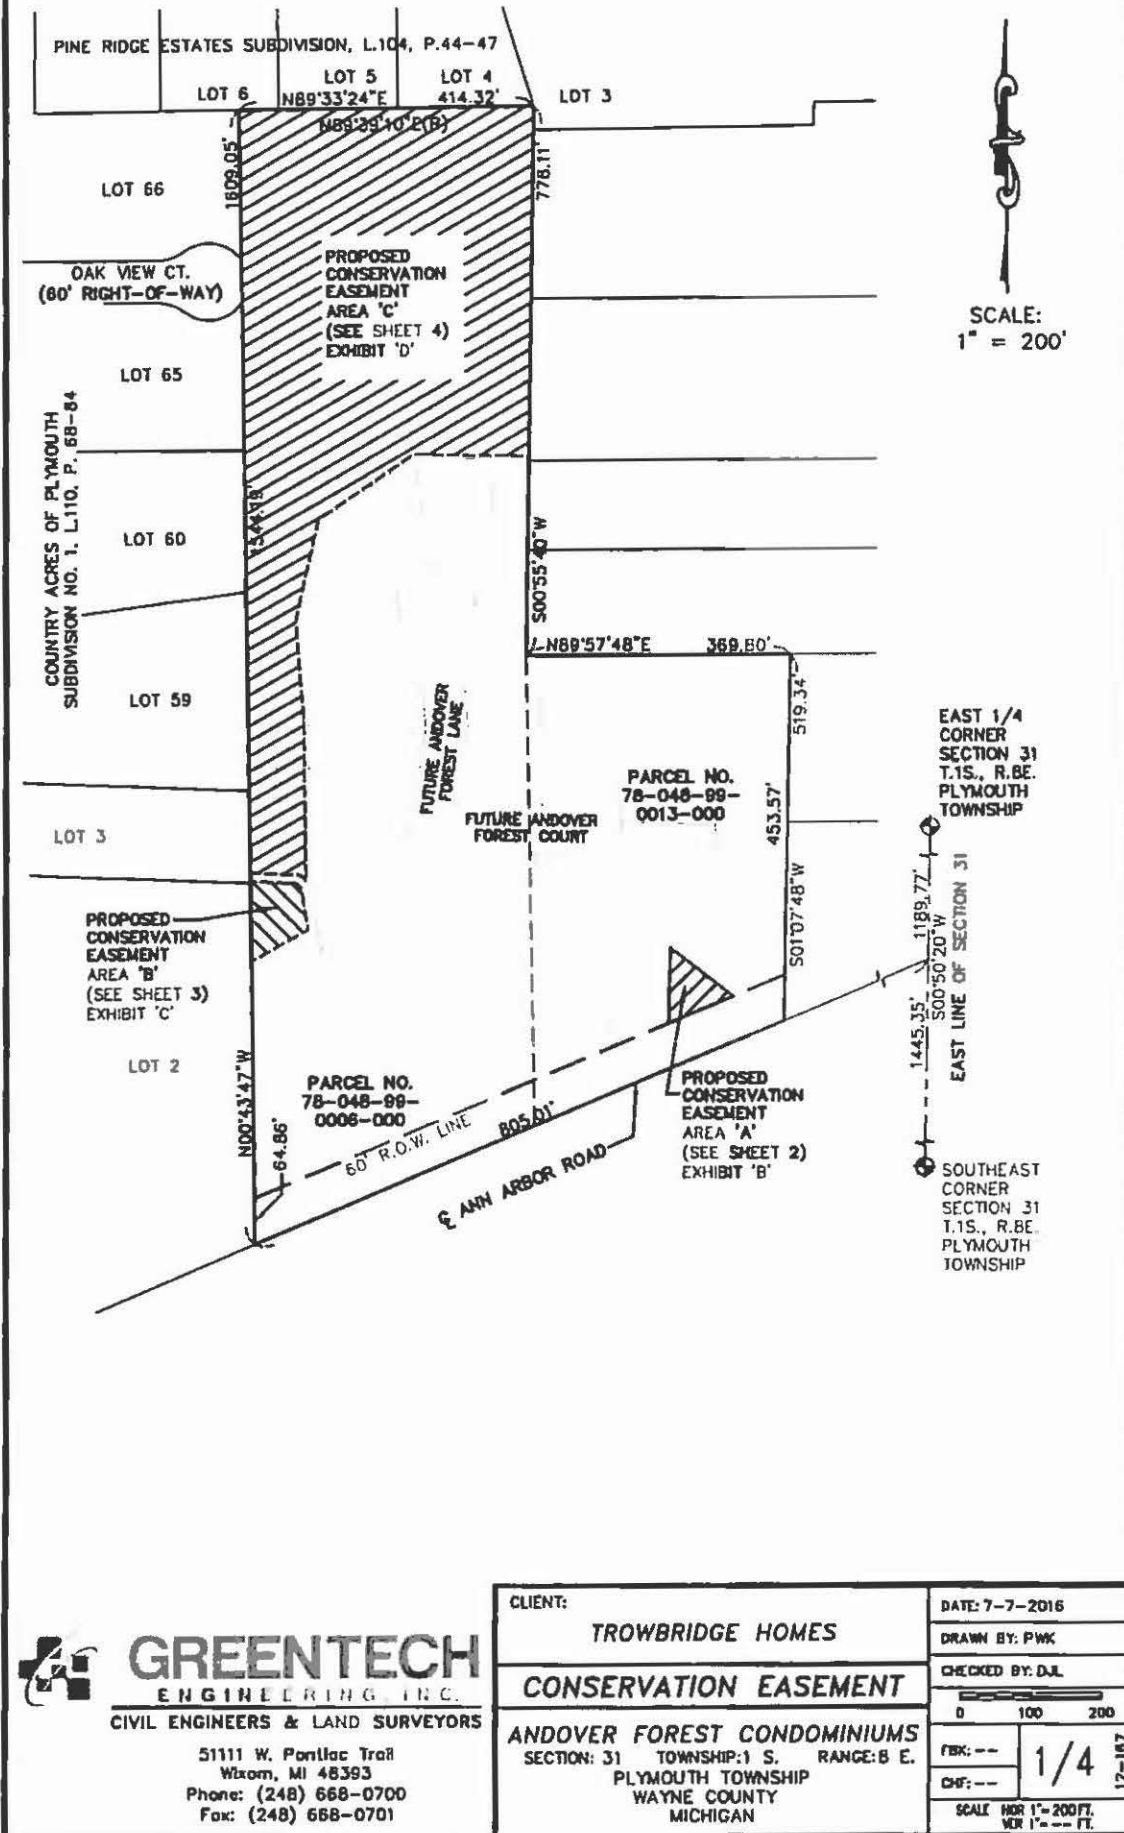 PINE RIDGE ESTATES SUBDIVISION, L.104, P.44-47
LOT 6
LOT 5
LOT 4
LOT 3
N89°33'24"E
414.32'
N89°39'10"E(R)
1609.05'
778.11'
LOT 66
OAK VIEW CT.
(60' RIGHT-OF-WAY)
PROPOSED
CONSERVATION
EASEMENT
AREA 'C'
(SEE SHEET 4)
EXHIBIT 'D'
SCALE:
1" = 200'
LOT 65
COUNTRY ACRES OF PLYMOUTH
SUBDIVISION NO. 1, L.110, P. 68-84
1544.19'
LOT 60
S00°55'40"W
N89°57'48"E
369.80'
LOT 59
519.34'
FUTURE ANDOVER
FOREST LANE
PARCEL NO.
78-048-99-
0013-000
FUTURE ANDOVER
FOREST COURT
453.57'
S01°07'48"W
EAST 1/4
CORNER
SECTION 31
T.1S., R.8E.
PLYMOUTH
TOWNSHIP
LOT 3
1189.77'
S00°50'20"W
1445.35'
EAST LINE OF SECTION 31
PROPOSED
CONSERVATION
EASEMENT
AREA 'B'
(SEE SHEET 3)
EXHIBIT 'C'
LOT 2
N00°43'47"W
64.86'
PARCEL NO.
78-048-99-
0006-000
60' R.O.W. LINE
805.01'
℄ ANN ARBOR ROAD
PROPOSED
CONSERVATION
EASEMENT
AREA 'A'
(SEE SHEET 2)
EXHIBIT 'B'
SOUTHEAST
CORNER
SECTION 31
T.1S., R.8E.
PLYMOUTH
TOWNSHIP
GREENTECH
ENGINEERING, INC.
CIVIL ENGINEERS & LAND SURVEYORS
51111 W. Pontiac Trail
Wixom, MI 48393
Phone: (248) 668-0700
Fax: (248) 668-0701
CLIENT:
TROWBRIDGE HOMES
CONSERVATION EASEMENT
ANDOVER FOREST CONDOMINIUMS
SECTION: 31 TOWNSHIP:1 S. RANGE:8 E.
PLYMOUTH TOWNSHIP
WAYNE COUNTY
MICHIGAN
DATE: 7-7-2016
DRAWN BY: PWK
CHECKED BY: DJL
0 100 200
FBK: --
CHF: --
1/4
12-167
SCALE HOR 1"=200FT.
VER 1"=-- FT.